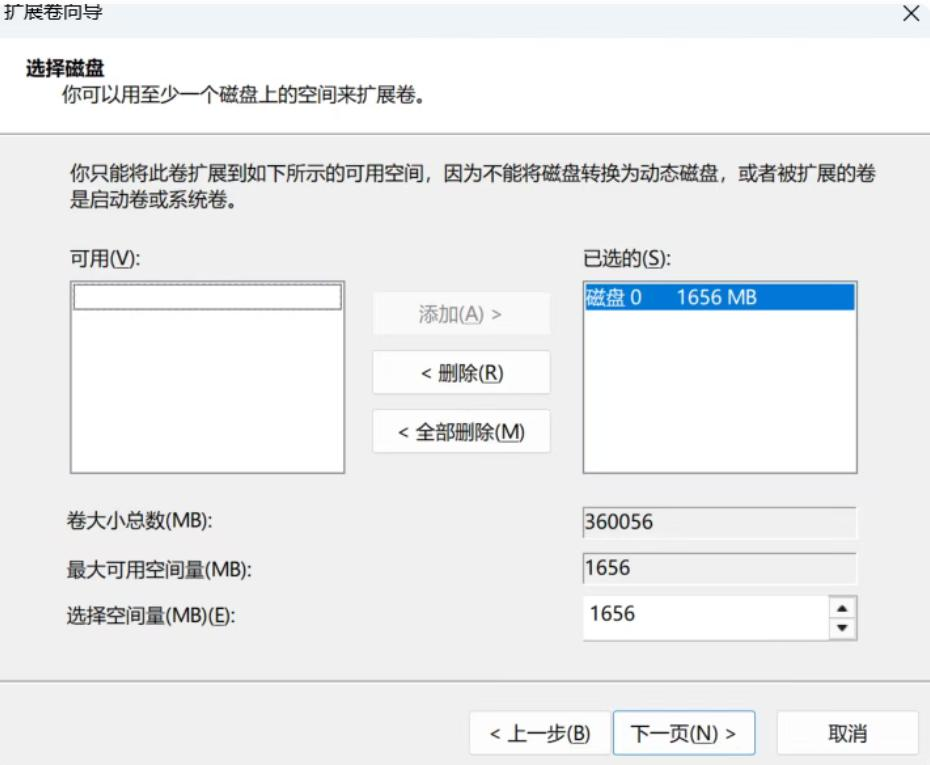 扩展卷向导
选择磁盘
你可以用至少一个磁盘上的空间来扩展卷。
你只能将此卷扩展到如下所示的可用空间，因为不能将磁盘转换为动态磁盘，或者被扩展的卷
是启动卷或系统卷。
可用(V):
已选的(S):
磁盘 0 1656 MB
添加(A) >
< 删除(R)
< 全部删除(M)
卷大小总数(MB):
360056
最大可用空间量(MB):
1656
选择空间量(MB)(E):
1656
< 上一步(B)
下一页(N) >
取消